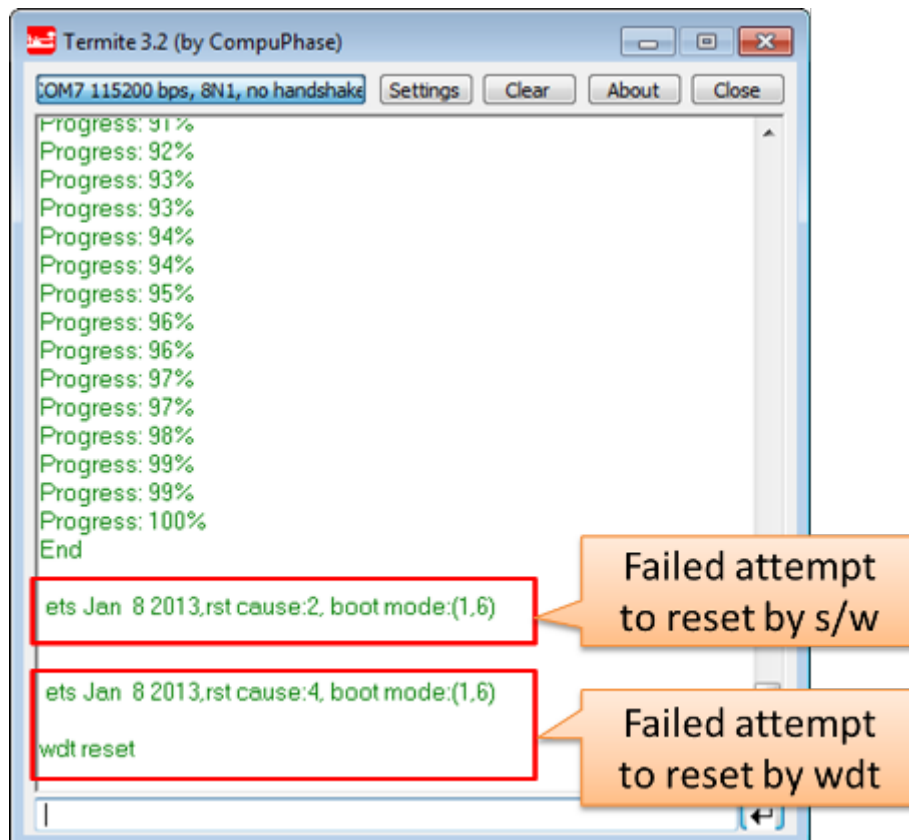 Termite 3.2 (by CompuPhase)
COM7 115200 bps, 8N1, no handshake Settings Clear About Close
Progress: 91%
Progress: 92%
Progress: 93%
Progress: 93%
Progress: 94%
Progress: 94%
Progress: 95%
Progress: 96%
Progress: 96%
Progress: 97%
Progress: 97%
Progress: 98%
Progress: 99%
Progress: 99%
Progress: 100%
End
ets Jan 8 2013,rst cause:2, boot mode:(1,6)
Failed attempt
to reset by s/w
ets Jan 8 2013,rst cause:4, boot mode:(1,6)
wdt reset
Failed attempt
to reset by wdt